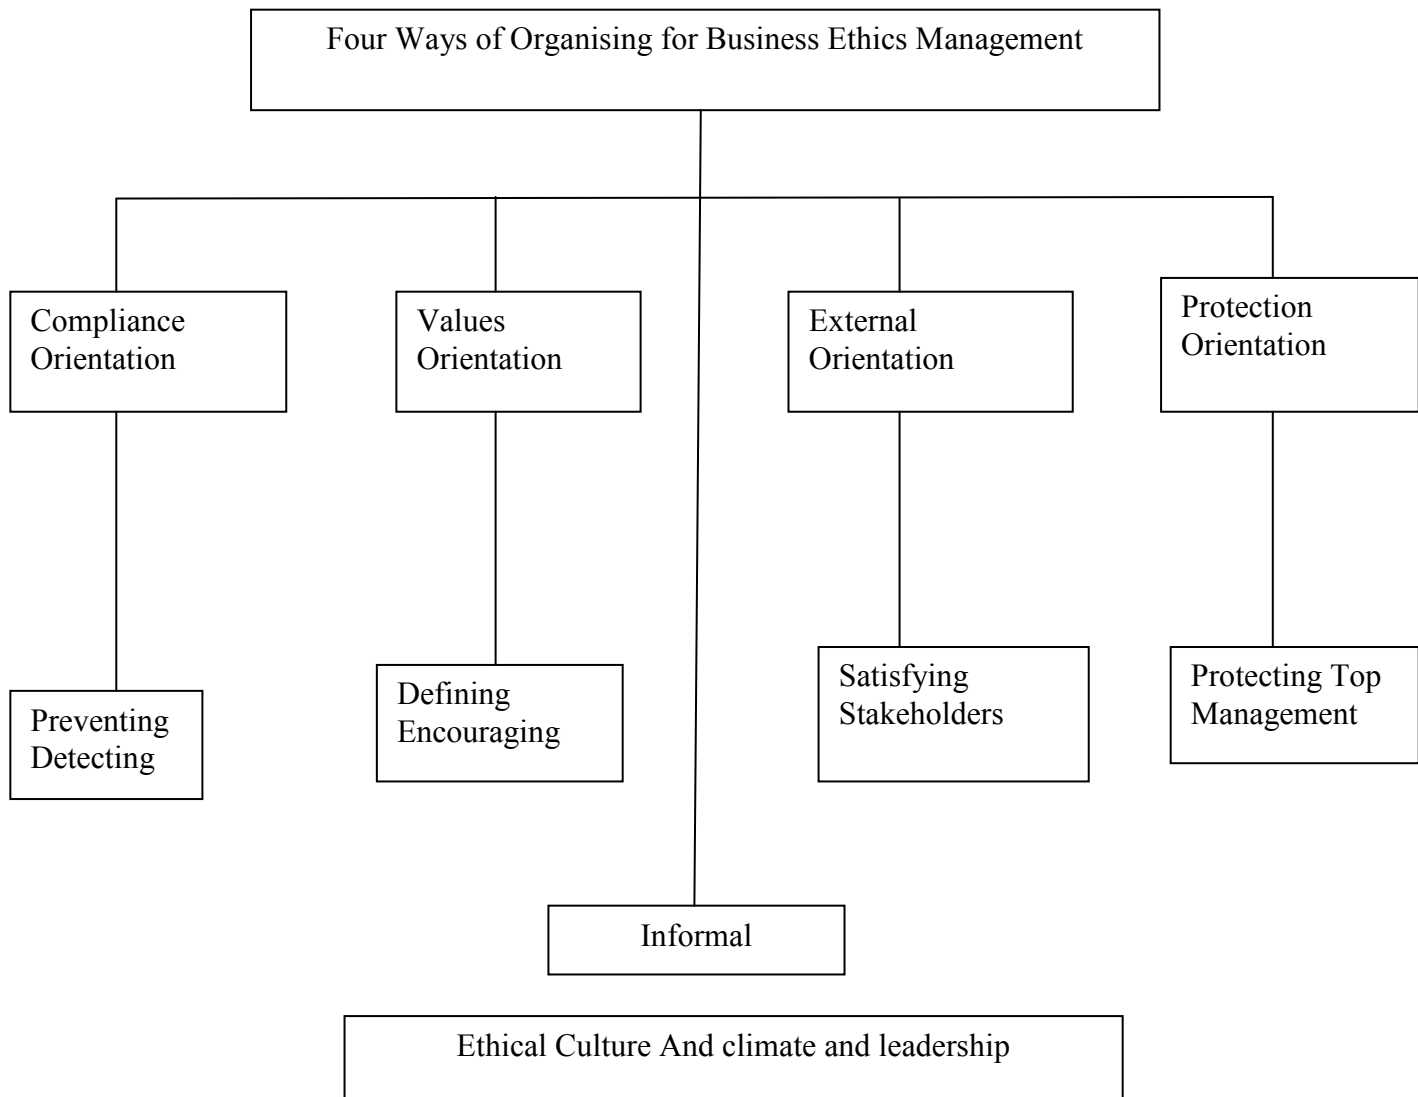 Four Ways of Organising for Business Ethics Management
Compliance
Orientation
Values
Orientation
External
Orientation
Protection
Orientation
Preventing
Detecting
Defining
Encouraging
Satisfying
Stakeholders
Protecting Top
Management
Informal
Ethical Culture And climate and leadership